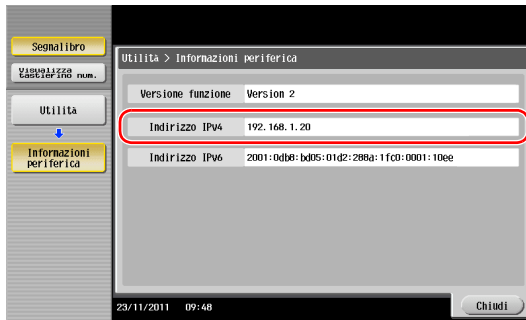 Segnalibro
Visualizza
tastierino num.
Utilità
Informazioni
periferica
Utilità > Informazioni periferica
Versione funzione Version 2
Indirizzo IPv4 192.168.1.20
Indirizzo IPv6 2001:0db8:bd05:01d2:288a:1fc0:0001:10ee
23/11/2011 09:48
Chiudi